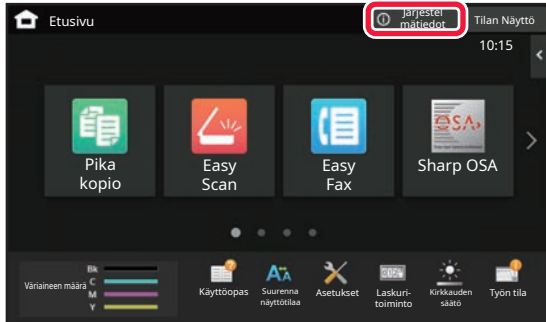 Etusivu
Järjestel
mätiedot
Tilan Näyttö
10:15
Pika
kopio
Easy
Scan
Easy
Fax
OSA
Sharp OSA
Väriaineen määrä
Bk
C
M
Y
Käyttöopas
Suurenna
näyttötilaa
Asetukset
Laskuri-
toiminto
Kirkkauden
säätö
Työn tila